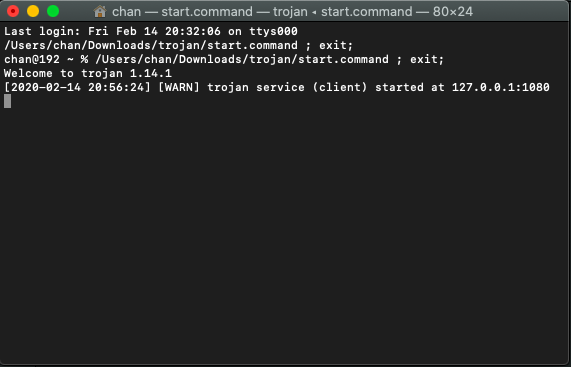 chan — start.command — trojan ◂ start.command — 80×24
Last login: Fri Feb 14 20:32:06 on ttys000
/Users/chan/Downloads/trojan/start.command ; exit;
chan@192 ~ % /Users/chan/Downloads/trojan/start.command ; exit;
Welcome to trojan 1.14.1
[2020-02-14 20:56:24] [WARN] trojan service (client) started at 127.0.0.1:1080